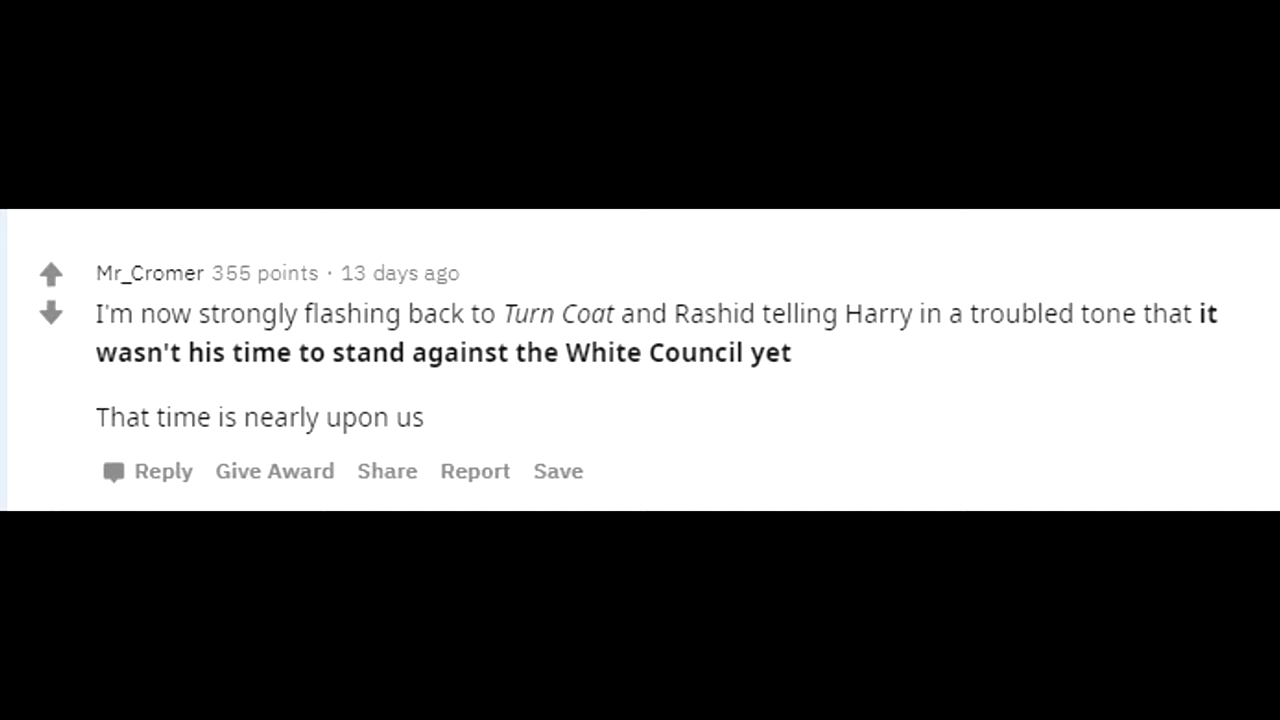 Mr_Cromer 355 points · 13 days ago
I'm now strongly flashing back to Turn Coat and Rashid telling Harry in a troubled tone that it
wasn't his time to stand against the White Council yet
That time is nearly upon us
Reply Give Award Share Report Save